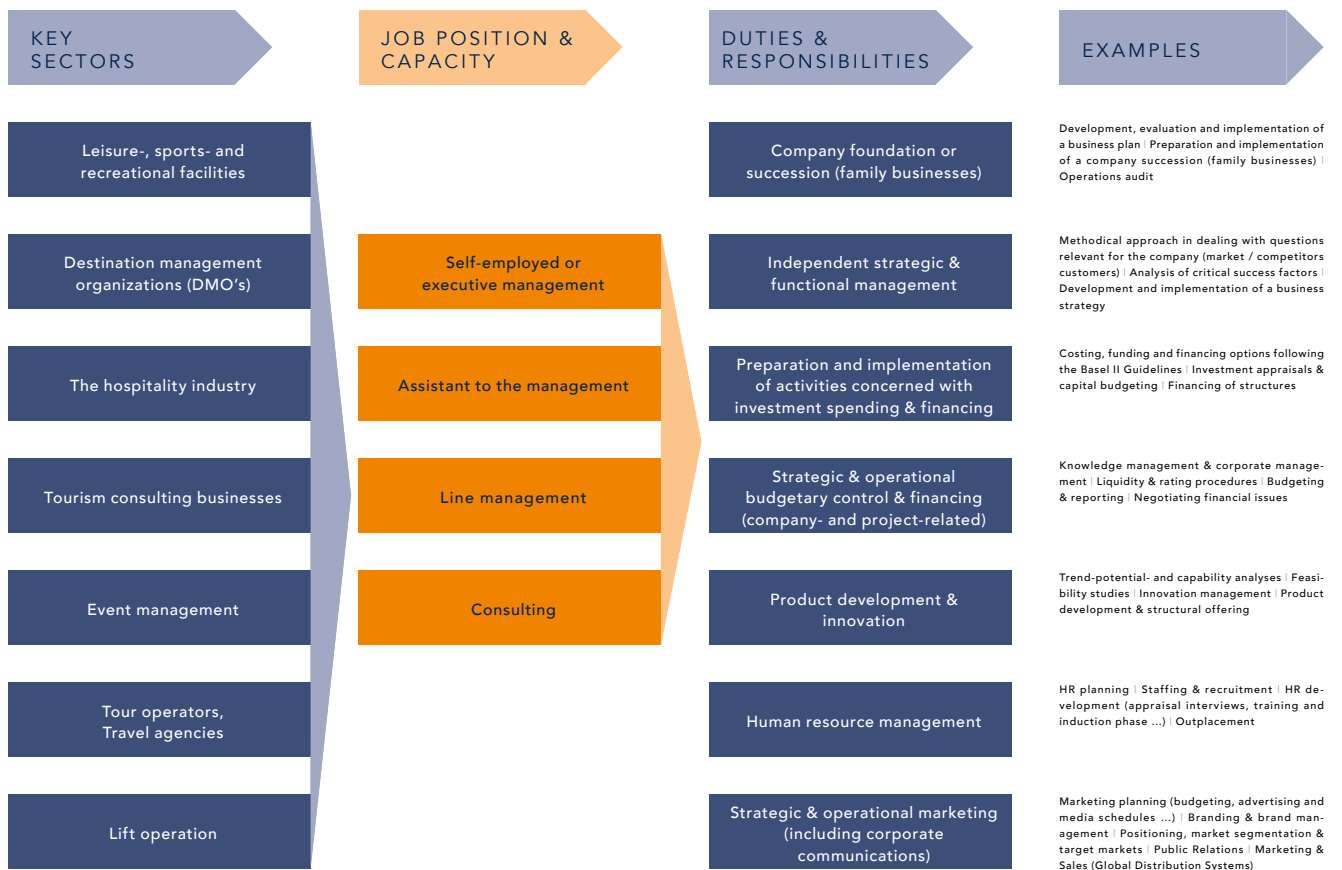 KEY
SECTORS
JOB POSITION &
CAPACITY
DUTIES &
RESPONSIBILITIES
EXAMPLES
Leisure-, sports- and
recreational facilities
Destination management
organizations (DMO’s)
The hospitality industry
Tourism consulting businesses
Event management
Tour operators,
Travel agencies
Lift operation
Self-employed or
executive management
Assistant to the management
Line management
Consulting
Company foundation or
succession (family businesses)
Independent strategic &
functional management
Preparation and implementation
of activities concerned with
investment spending & financing
Strategic & operational
budgetary control & financing
(company- and project-related)
Product development &
innovation
Human resource management
Strategic & operational marketing
(including corporate
communications)
Development, evaluation and implementation of
a business plan | Preparation and implementation
of a company succession (family businesses) |
Operations audit
Methodical approach in dealing with questions
relevant for the company (market / competitors
customers) | Analysis of critical success factors |
Development and implementation of a business
strategy
Costing, funding and financing options following
the Basel II Guidelines | Investment appraisals &
capital budgeting | Financing of structures
Knowledge management & corporate manage-
ment | Liquidity & rating procedures | Budgeting
& reporting | Negotiating financial issues
Trend-potential- and capability analyses | Feasi-
bility studies | Innovation management | Product
development & structural offering
HR planning | Staffing & recruitment | HR de-
velopment (appraisal interviews, training and
induction phase ...) | Outplacement
Marketing planning (budgeting, advertising and
media schedules ...) | Branding & brand man-
agement | Positioning, market segmentation &
target markets | Public Relations | Marketing &
Sales (Global Distribution Systems)